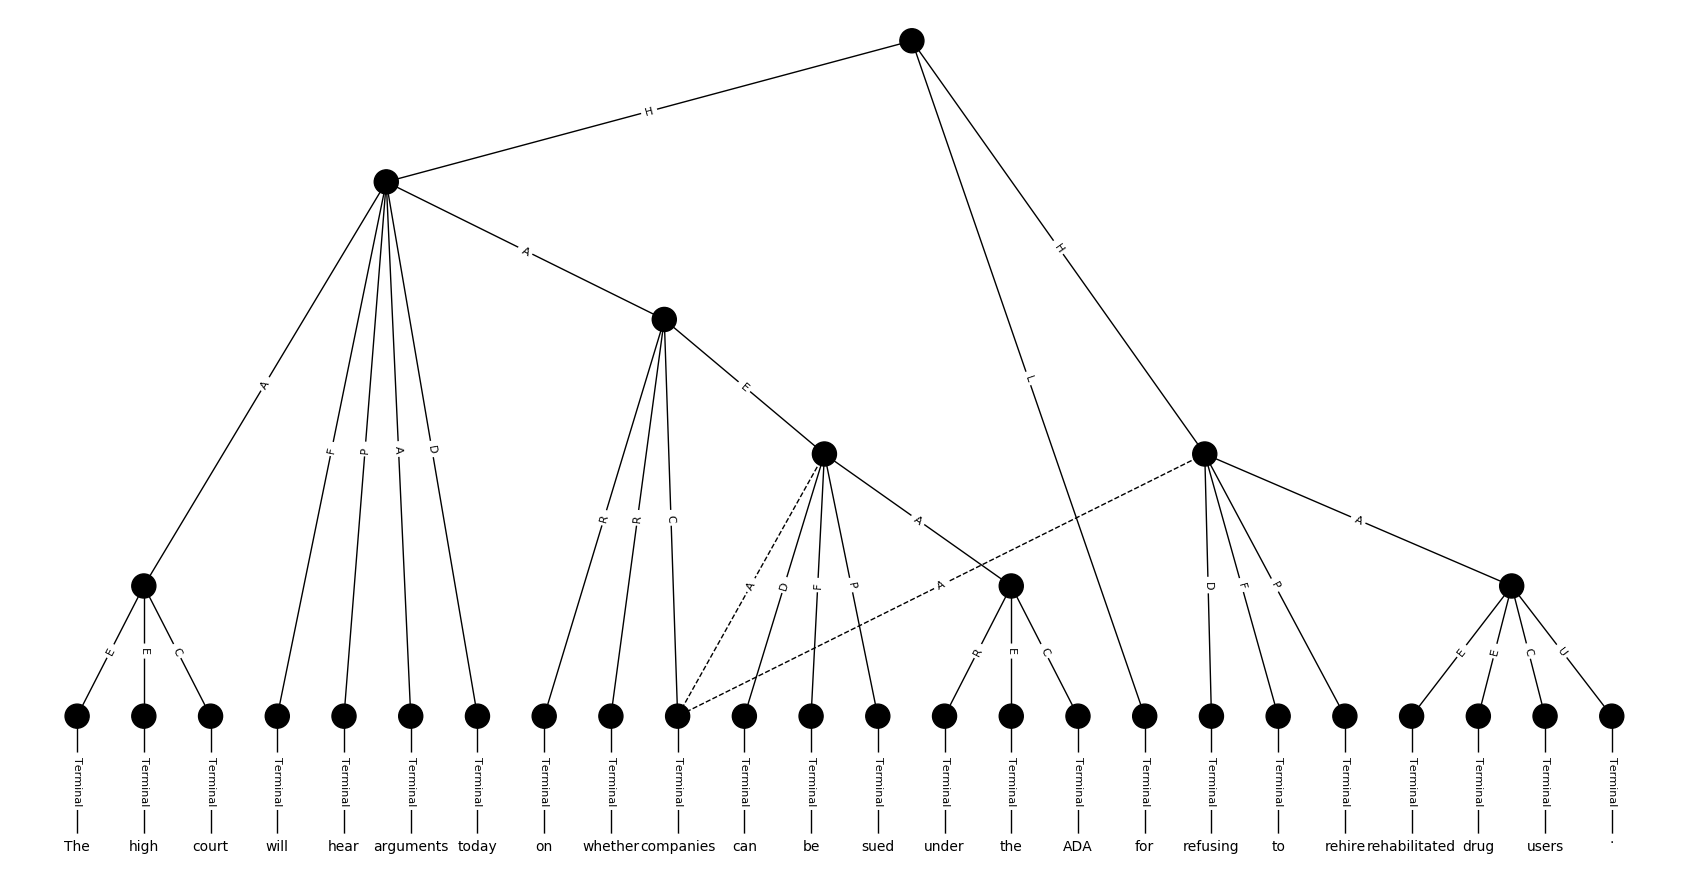 H
H
A
A
E
L
A
F
P
A
D
R
R
C
A
A
D
F
P
A
D
F
P
E
E
C
R
E
C
E
E
C
U
Terminal Terminal Terminal Terminal Terminal Terminal Terminal Terminal Terminal Terminal Terminal Terminal Terminal Terminal Terminal Terminal Terminal Terminal Terminal Terminal Terminal Terminal Terminal Terminal
The high court will hear arguments today on whether companies can be sued under the ADA for refusing to rehire rehabilitated drug users .